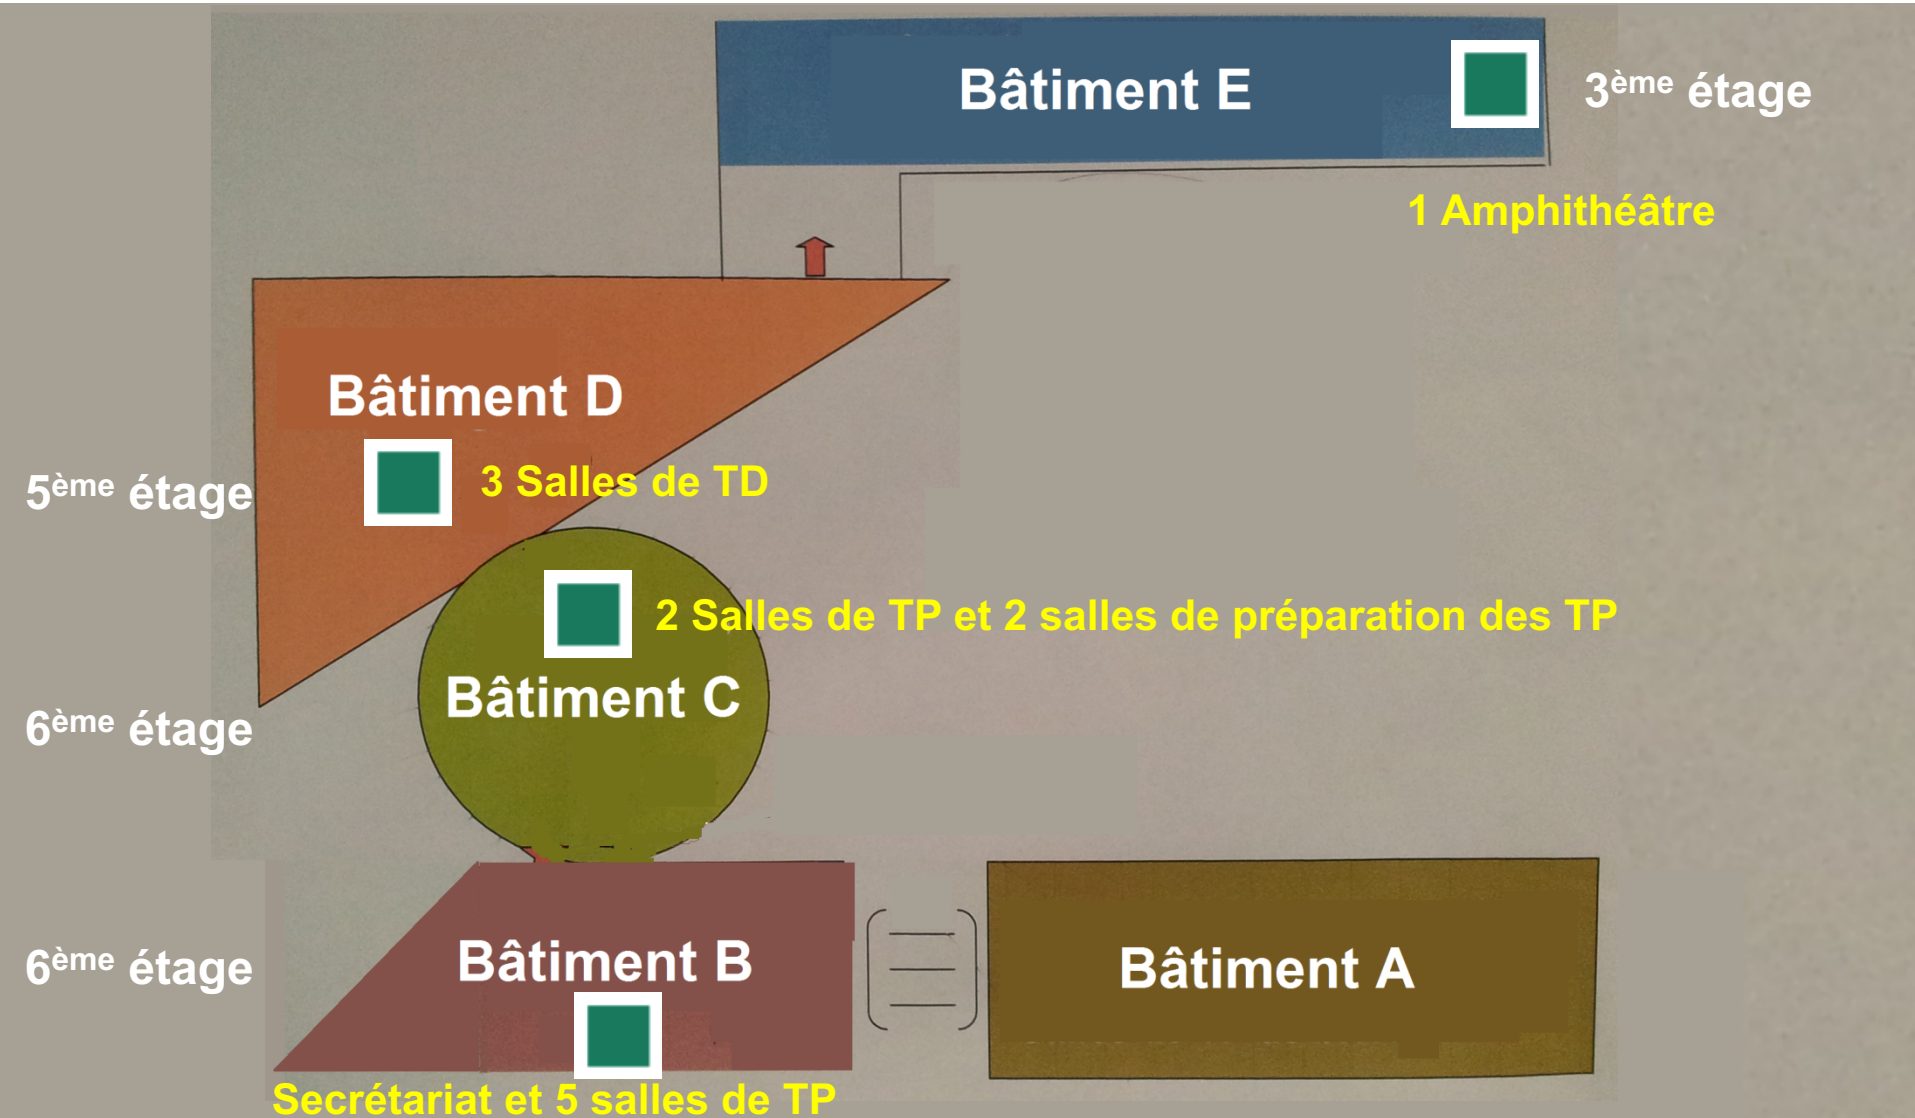 Bâtiment E
3ème étage
1 Amphithéâtre
Bâtiment D
5ème étage
3 Salles de TD
2 Salles de TP et 2 salles de préparation des TP
Bâtiment C
6ème étage
Bâtiment B
6ème étage
Bâtiment A
Secrétariat et 5 salles de TP